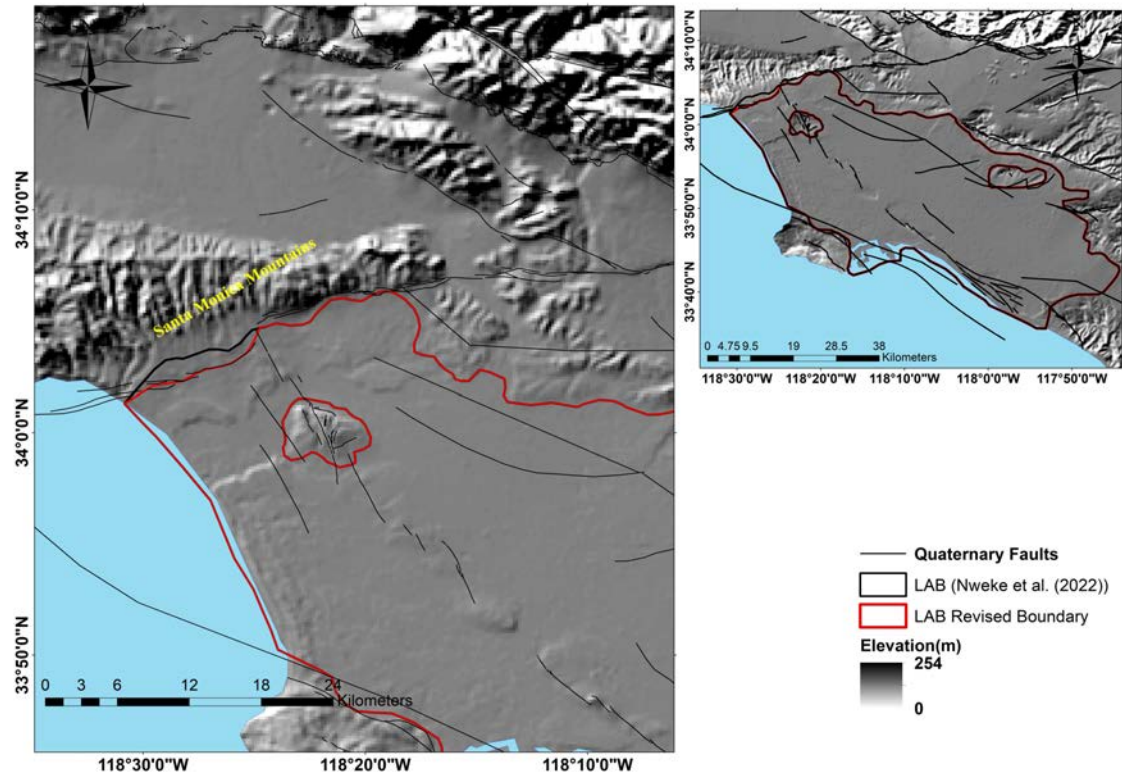 34°10'0"N
34°0'0"N
33°50'0"N
Santa Monica Mountains
0 3 6 12 18 24
Kilometers
118°30'0"W 118°20'0"W 118°10'0"W
34°10'0"N
34°0'0"N
33°50'0"N
33°40'0"N
0 4.75 9.5 19 28.5 38
Kilometers
118°30'0"W 118°20'0"W 118°10'0"W 118°0'0"W 117°50'0"W
Quaternary Faults
LAB (Nweke et al. (2022))
LAB Revised Boundary
Elevation(m)
254
0